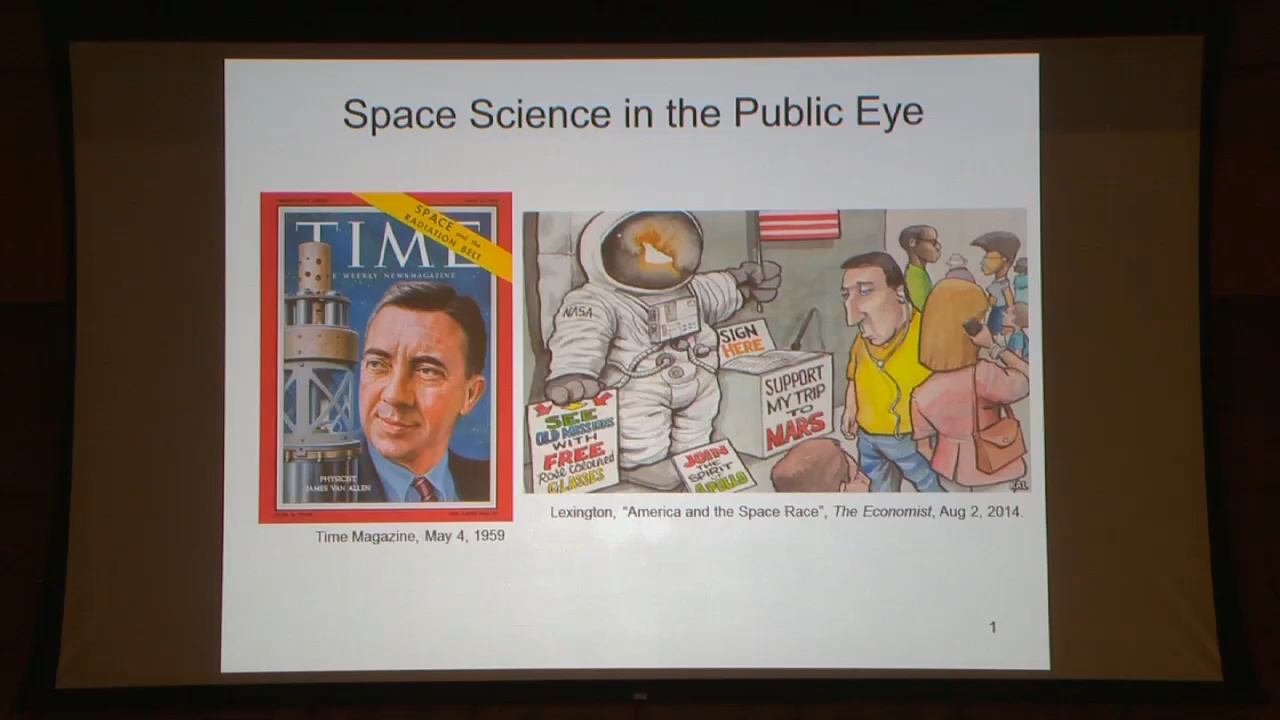 Space Science in the Public Eye
SPACE and the
RADIATION BELT
TIME
E WEEKLY NEWSMAGAZINE
PHYSICIST
JAMES VAN ALLEN
Time Magazine, May 4, 1959
NASA
SIGN
HERE
SUPPORT
MY TRIP
TO
MARS
SEE
OLD MISSIONS
WITH
FREE
Rose Coloured
GLASSES
JOIN
THE
SPIRIT
OF
APOLLO
KAL
Lexington, “America and the Space Race”, The Economist, Aug 2, 2014.
1